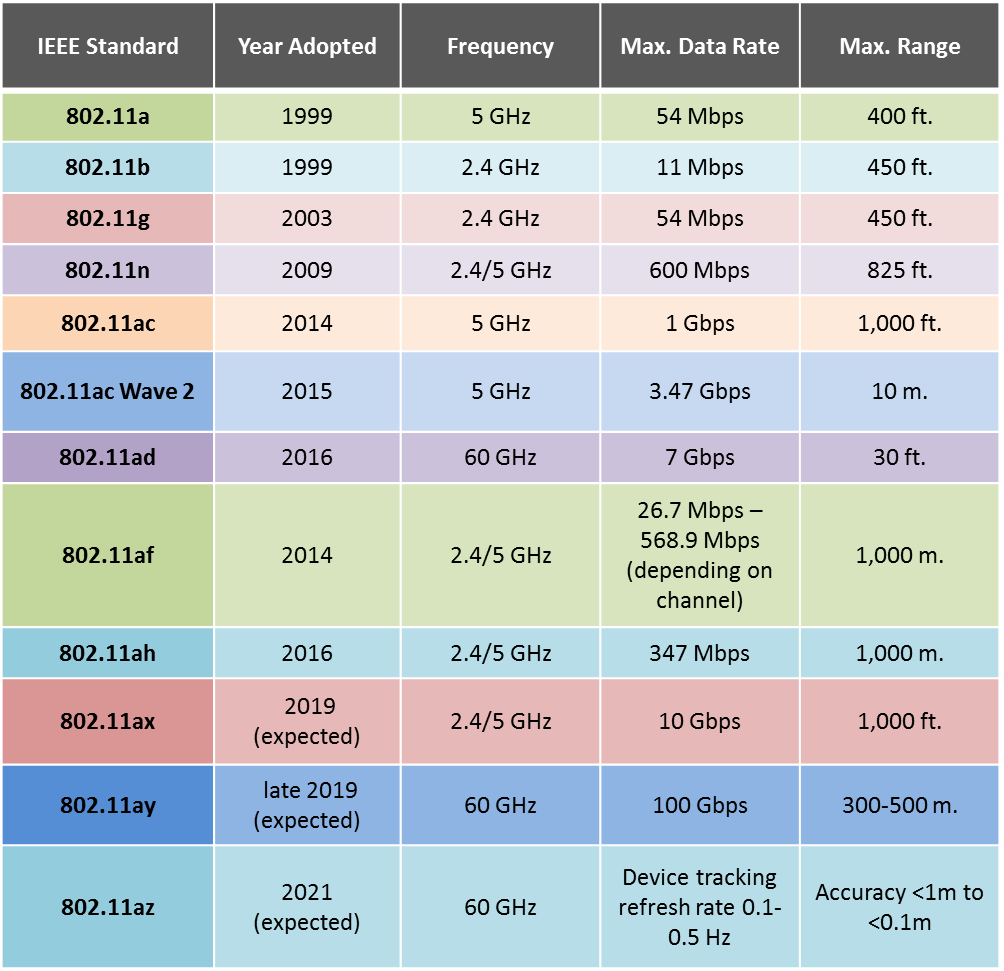 IEEE Standard Year Adopted Frequency Max. Data Rate Max. Range
802.11a 1999 5 GHz 54 Mbps 400 ft.
802.11b 1999 2.4 GHz 11 Mbps 450 ft.
802.11g 2003 2.4 GHz 54 Mbps 450 ft.
802.11n 2009 2.4/5 GHz 600 Mbps 825 ft.
802.11ac 2014 5 GHz 1 Gbps 1,000 ft.
802.11ac Wave 2 2015 5 GHz 3.47 Gbps 10 m.
802.11ad 2016 60 GHz 7 Gbps 30 ft.
802.11af 2014 2.4/5 GHz
26.7 Mbps –
568.9 Mbps
(depending on
channel)
1,000 m.
802.11ah 2016 2.4/5 GHz 347 Mbps 1,000 m.
802.11ax
2019
(expected)
2.4/5 GHz 10 Gbps 1,000 ft.
802.11ay
late 2019
(expected)
60 GHz 100 Gbps 300-500 m.
802.11az
2021
(expected)
60 GHz
Device tracking
refresh rate 0.1-
0.5 Hz
Accuracy <1m to
<0.1m